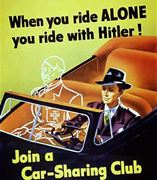 When you ride ALONE
you ride with Hitler !
Join a
Car-Sharing Club